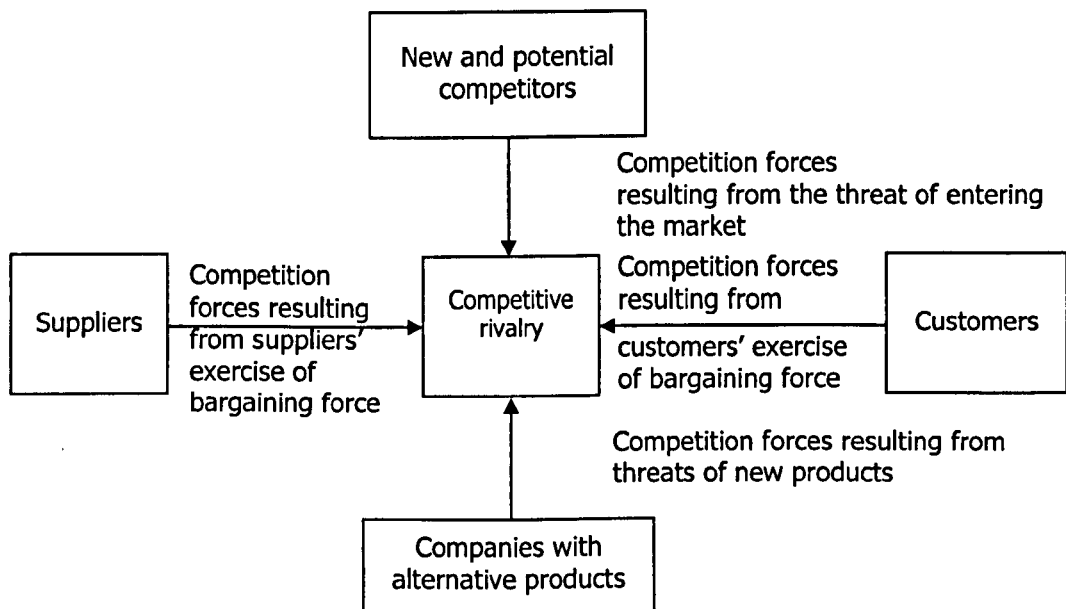 New and potential
competitors
Competition forces
resulting from the threat of entering
the market
Suppliers
Competition
forces resulting
from suppliers'
exercise of
bargaining force
Competitive
rivalry
Competition forces
resulting from
customers' exercise
of bargaining force
Customers
Competition forces resulting from
threats of new products
Companies with
alternative products